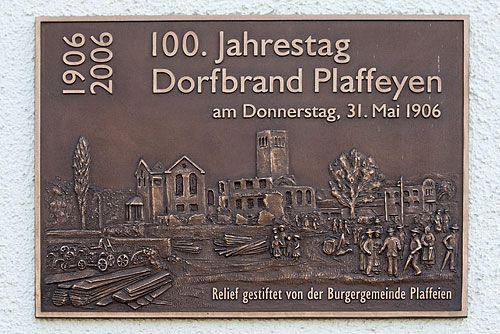 1906
2006
100. Jahrestag
Dorfbrand Plaffeyen
am Donnerstag, 31. Mai 1906
Relief gestiftet von der Burgergemeinde Plaffeien